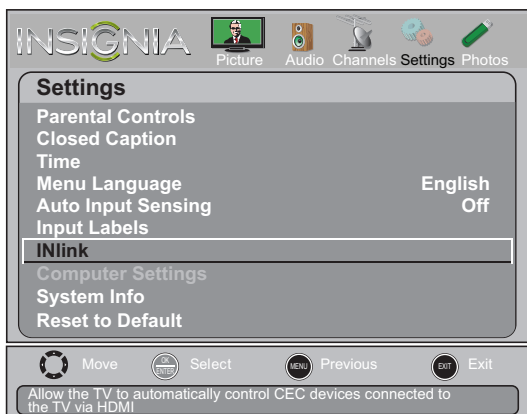 INSIGNIA
Picture Audio Channels Settings Photos
Settings
Parental Controls
Closed Caption
Time
Menu Language English
Auto Input Sensing Off
Input Labels
INlink
Computer Settings
System Info
Reset to Default
Move OK ENTER Select MENU Previous EXIT Exit
Allow the TV to automatically control CEC devices connected to
the TV via HDMI